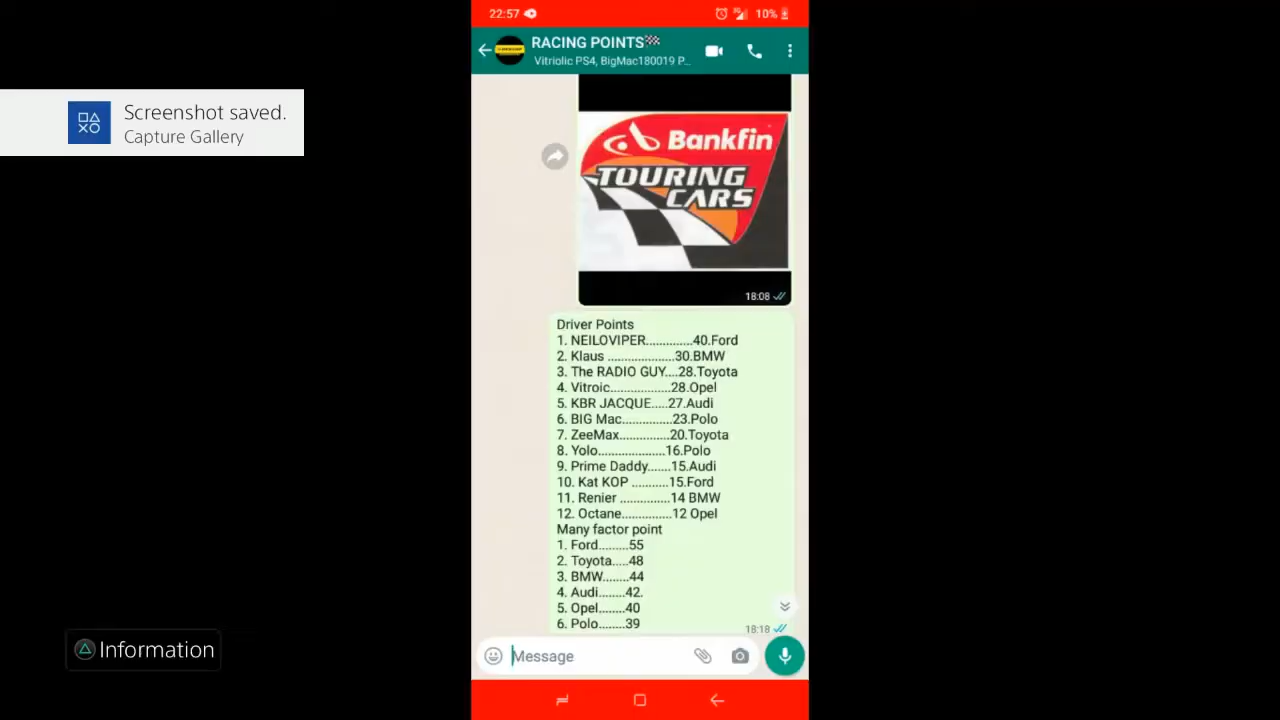 22:57
10%
RACING POINTS
Vitriolic PS4, BigMac180019 P...
Screenshot saved.
Capture Gallery
Bankfin
TOURING
CARS
18:08
Driver Points
1. NEILOVIPER..............40.Ford
2. Klaus ....................30.BMW
3. The RADIO GUY....28.Toyota
4. Vitroic..................28.Opel
5. KBR JACQUE.....27.Audi
6. BIG Mac...............23.Polo
7. ZeeMax...............20.Toyota
8. Yolo....................16.Polo
9. Prime Daddy.......15.Audi
10. Kat KOP ...........15.Ford
11. Renier ...............14 BMW
12. Octane...............12 Opel
Many factor point
1. Ford.........55
2. Toyota.....48
3. BMW........44
4. Audi........42.
5. Opel........40
6. Polo........39
18:18
Message
Information